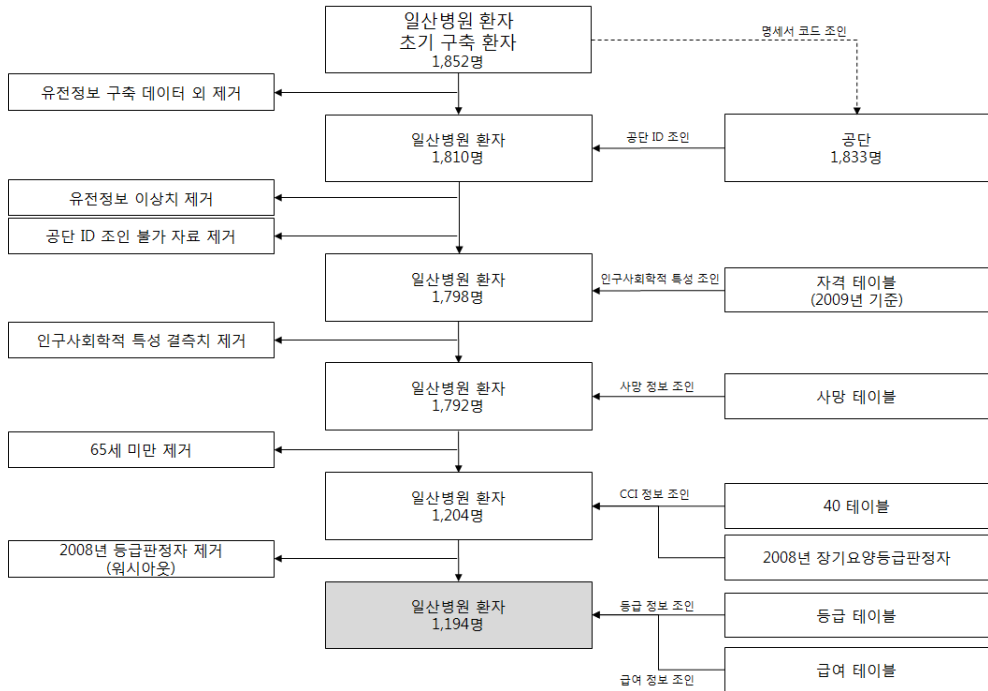 일산병원 환자
초기 구축 환자
1,852명
명세서 코드 조인
유전정보 구축 데이터 외 제거
일산병원 환자
1,810명
공단 ID 조인
공단
1,833명
유전정보 이상치 제거
공단 ID 조인 불가 자료 제거
일산병원 환자
1,798명
인구사회학적 특성 조인
자격 테이블
(2009년 기준)
인구사회학적 특성 결측치 제거
일산병원 환자
1,792명
사망 정보 조인
사망 테이블
65세 미만 제거
일산병원 환자
1,204명
CCI 정보 조인
40 테이블
2008년 등급판정자 제거
(워시아웃)
2008년 장기요양등급판정자
일산병원 환자
1,194명
등급 정보 조인
등급 테이블
급여 정보 조인
급여 테이블